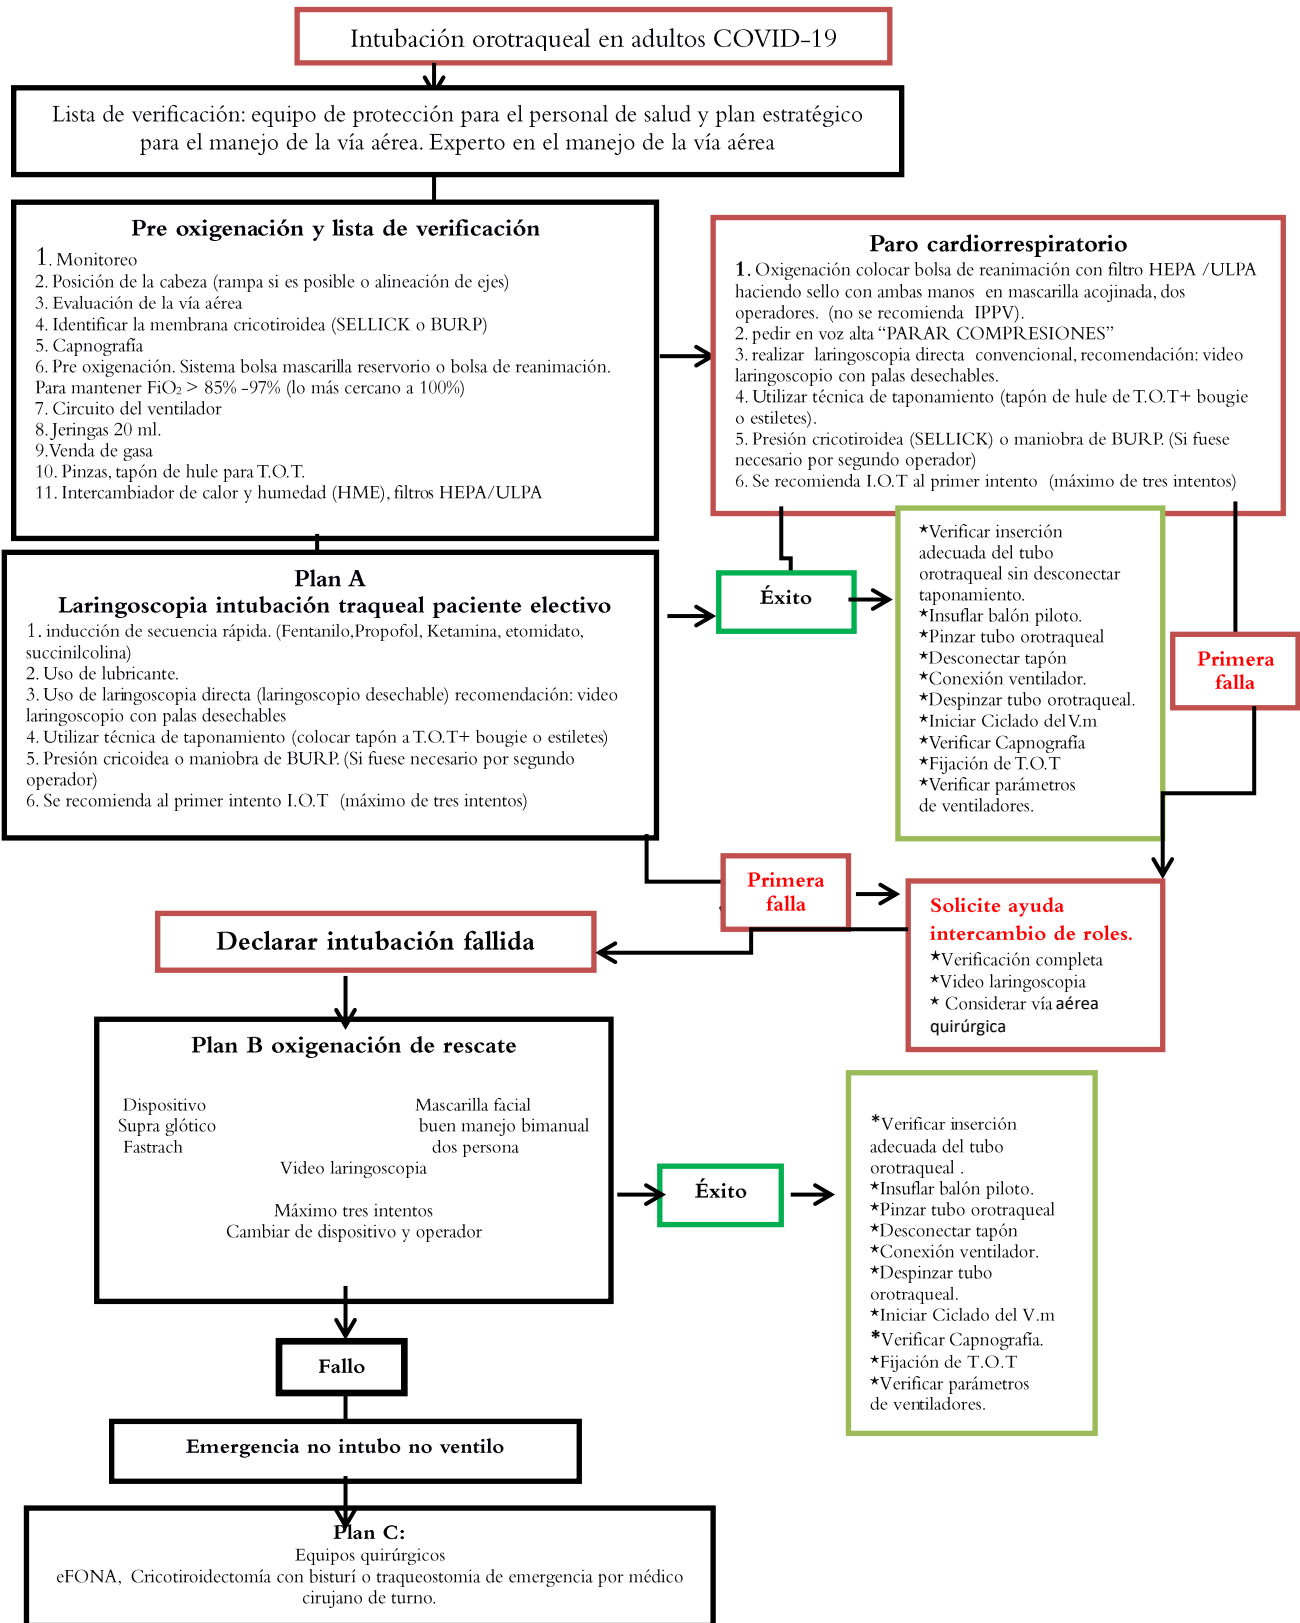 Intubación orotraqueal en adultos COVID-19
Lista de verificación: equipo de protección para el personal de salud y plan estratégico
para el manejo de la vía aérea. Experto en el manejo de la vía aérea
Pre oxigenación y lista de verificación
1. Monitoreo
2. Posición de la cabeza (rampa si es posible o alineación de ejes)
3. Evaluación de la vía aérea
4. Identificar la membrana cricotiroidea (SELLICK o BURP)
5. Capnografía
6. Pre oxigenación. Sistema bolsa mascarilla reservorio o bolsa de reanimación.
Para mantener FiO₂ > 85% -97% (lo más cercano a 100%)
7. Circuito del ventilador
8. Jeringas 20 ml.
9.Venda de gasa
10. Pinzas, tapón de hule para T.O.T.
11. Intercambiador de calor y humedad (HME), filtros HEPA/ULPA
Paro cardiorrespiratorio
1. Oxigenación colocar bolsa de reanimación con filtro HEPA /ULPA
haciendo sello con ambas manos en mascarilla acojinada, dos
operadores. (no se recomienda IPPV).
2. pedir en voz alta “PARAR COMPRESIONES”
3. realizar laringoscopia directa convencional, recomendación: video
laringoscopio con palas desechables.
4. Utilizar técnica de taponamiento (tapón de hule de T.O.T+ bougie
o estiletes).
5. Presión cricotiroidea (SELLICK) o maniobra de BURP. (Si fuese
necesario por segundo operador)
6. Se recomienda I.O.T al primer intento (máximo de tres intentos)
Plan A
Laringoscopia intubación traqueal paciente electivo
1. inducción de secuencia rápida. (Fentanilo,Propofol, Ketamina, etomidato,
succinilcolina)
2. Uso de lubricante.
3. Uso de laringoscopia directa (laringoscopio desechable) recomendación: video
laringoscopio con palas desechables
4. Utilizar técnica de taponamiento (colocar tapón a T.O.T+ bougie o estiletes)
5. Presión cricoidea o maniobra de BURP. (Si fuese necesario por segundo
operador)
6. Se recomienda al primer intento I.O.T (máximo de tres intentos)
Éxito
★Verificar inserción
adecuada del tubo
orotraqueal sin desconectar
taponamiento.
★Insuflar balón piloto.
★Pinzar tubo orotraqueal
★Desconectar tapón
★Conexión ventilador.
★Despinzar tubo orotraqueal.
★Iniciar Ciclado del V.m
★Verificar Capnografía
★Fijación de T.O.T
★Verificar parámetros
de ventiladores.
Primera
falla
Primera
falla
Solicite ayuda
intercambio de roles.
★Verificación completa
★Video laringoscopia
★ Considerar vía aérea
quirúrgica
Declarar intubación fallida
Plan B oxigenación de rescate
Dispositivo
Supra glótico
Fastrach
Mascarilla facial
buen manejo bimanual
dos persona
Video laringoscopia
Máximo tres intentos
Cambiar de dispositivo y operador
Éxito
*Verificar inserción
adecuada del tubo
orotraqueal .
★Insuflar balón piloto.
★Pinzar tubo orotraqueal
★Desconectar tapón
★Conexión ventilador.
★Despinzar tubo
orotraqueal.
★Iniciar Ciclado del V.m
*Verificar Capnografía.
★Fijación de T.O.T
★Verificar parámetros
de ventiladores.
Fallo
Emergencia no intubo no ventilo
Plan C:
Equipos quirúrgicos
eFONA, Cricotiroidectomía con bisturí o traqueostomia de emergencia por médico
cirujano de turno.